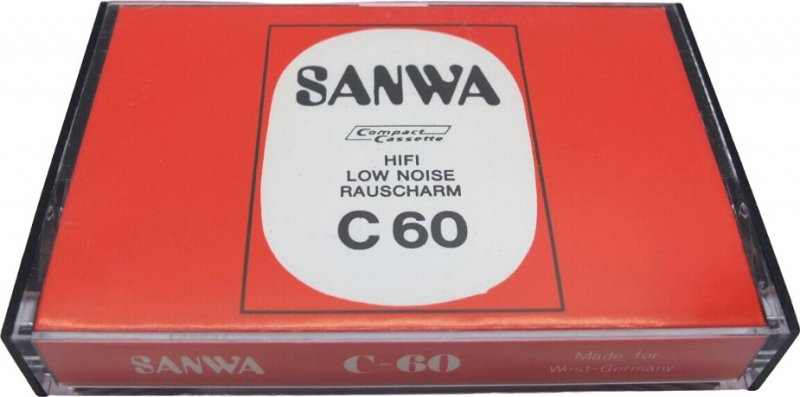 SANWA
Compact
Cassette
HIFI
LOW NOISE
RAUSCHARM
C 60
SANWA C-60 Made for
West-Germany